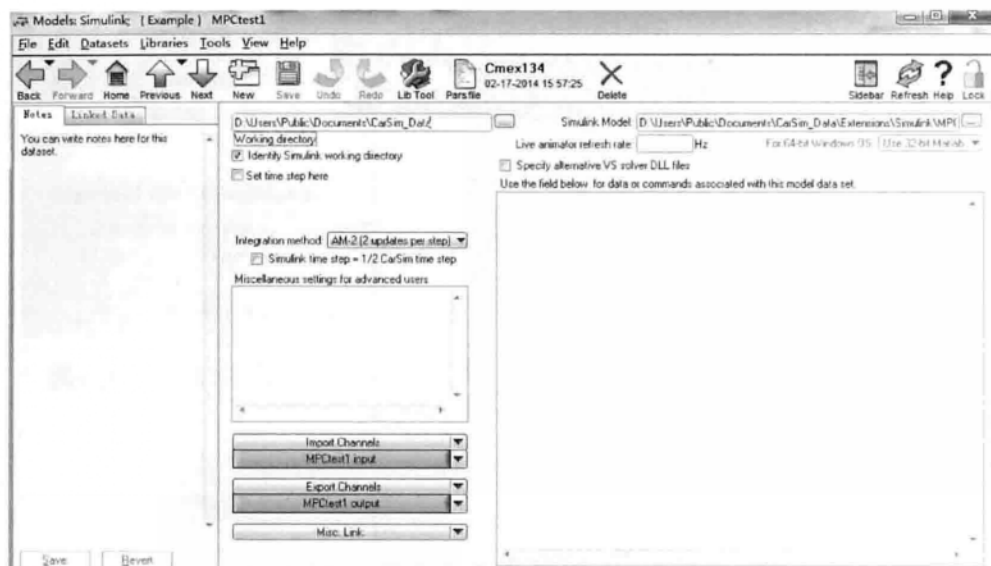 Models: Simulink; { Example } MPCtest1
File Edit Datasets Libraries Tools View Help
Back Forward Home Previous Next New Save Undo Redo Lib Tool Parsfile
Cmex134
02-17-2014 15:57:25
Delete
Sidebar Refresh Help Lock
Notes Linked Data
You can write notes here for this
dataset.
Save Revert
D:\Users\Public\Documents\CarSim_Data\
Working directory
Identify Simulink working directory
Set time step here
Integration method: AM-2 (2 updates per step)
Simulink time step = 1/2 CarSim time step
Miscellaneous settings for advanced users
Import Channels
MPCtest1 input
Export Channels
MPCtest1 output
Misc. Link
Simulink Model: D:\Users\Public\Documents\CarSim_Data\Extensions\Simulink\MPC
Live animator refresh rate: Hz
For 64-bit Windows OS: Use 32-bit Matlab
Specify alternative VS solver DLL files
Use the field below for data or commands associated with this model data set.